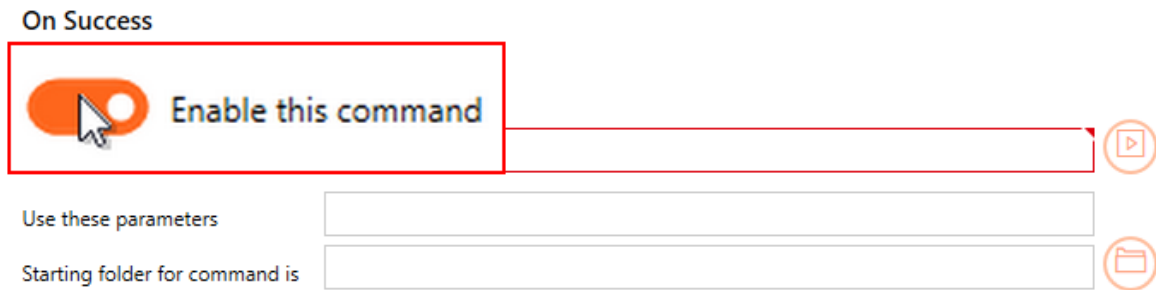 On Success
Enable this command
Use these parameters
Starting folder for command is